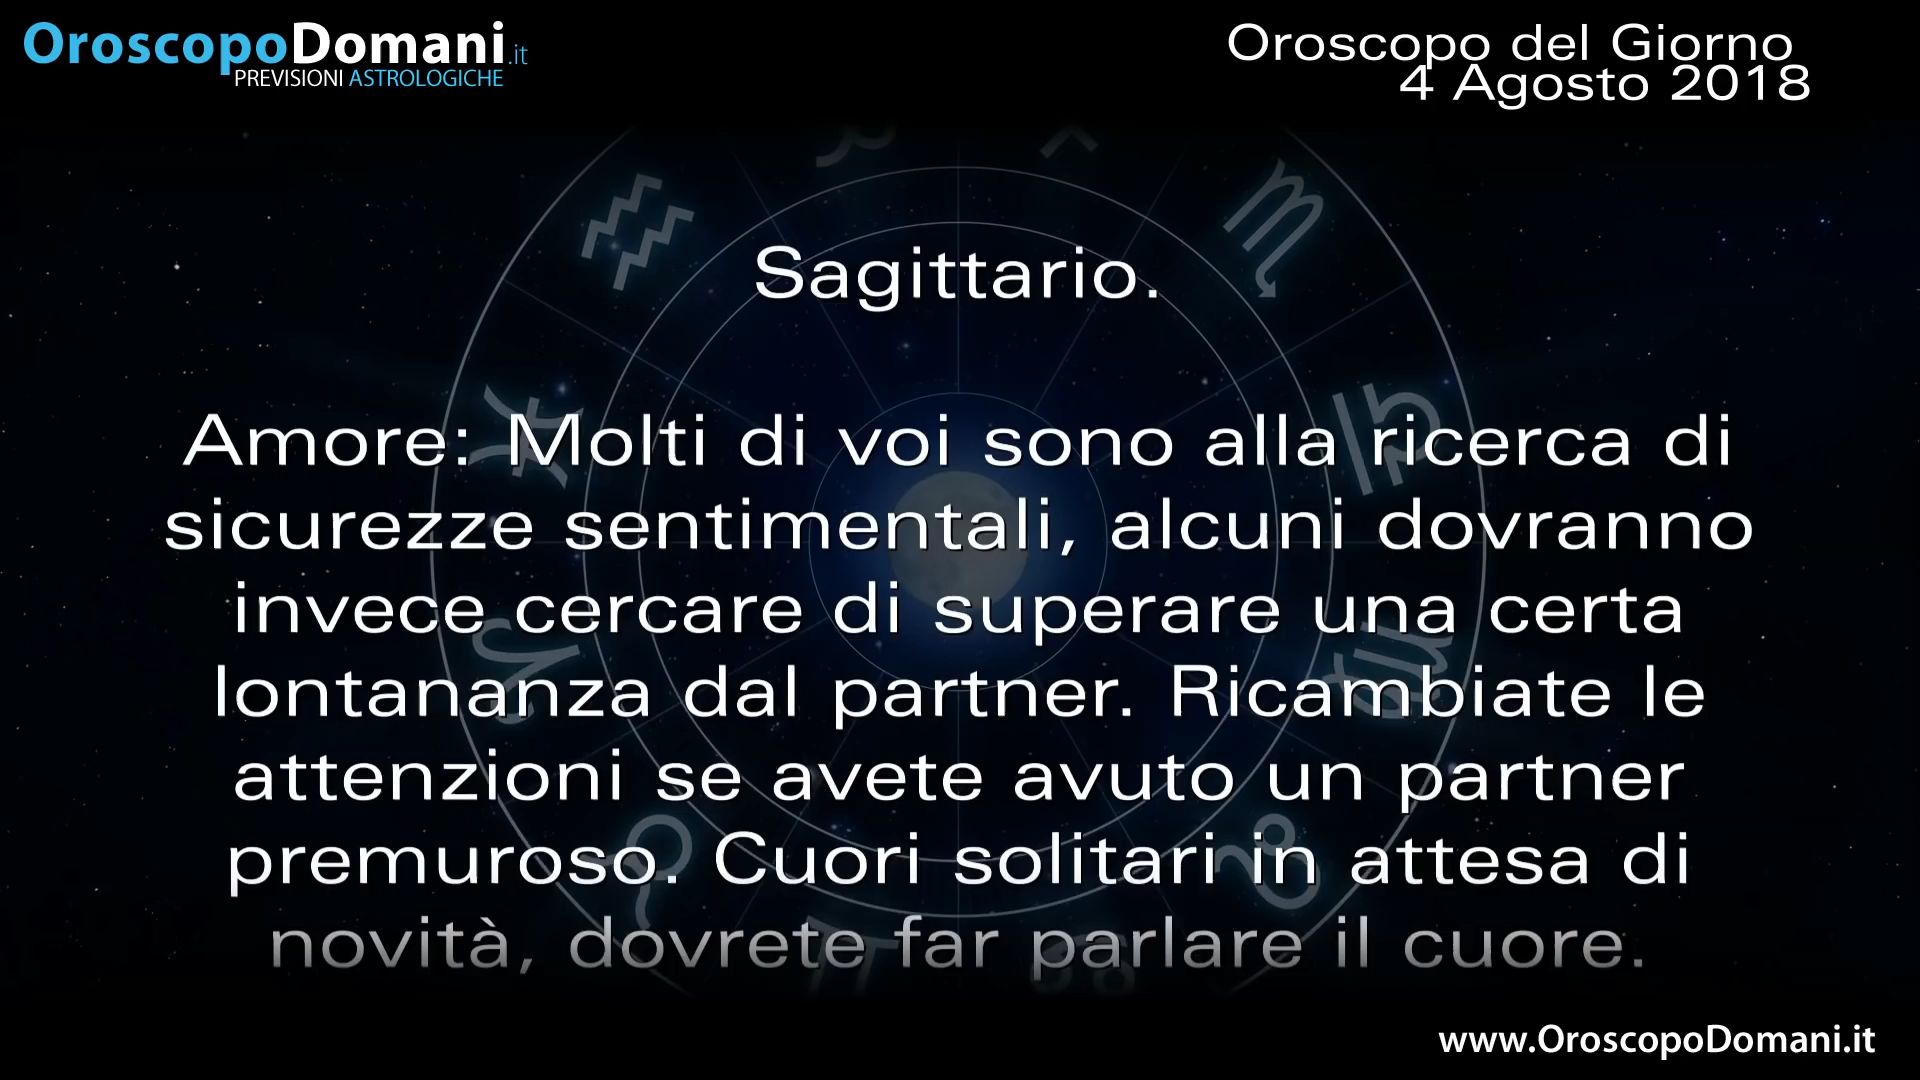 OroscopoDomani.it
PREVISIONI ASTROLOGICHE
Oroscopo del Giorno
4 Agosto 2018
Sagittario.
Amore: Molti di voi sono alla ricerca di
sicurezze sentimentali, alcuni dovranno
invece cercare di superare una certa
lontananza dal partner. Ricambiate le
attenzioni se avete avuto un partner
premuroso. Cuori solitari in attesa di
novità, dovrete far parlare il cuore.
www.OroscopoDomani.it